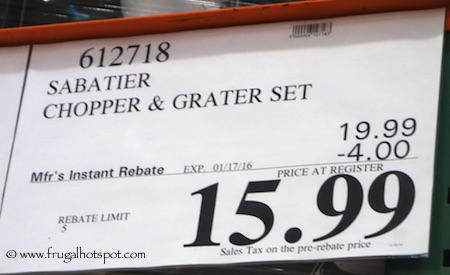 612718
SABATIER
CHOPPER & GRATER SET
19.99
-4.00
Mfr's Instant Rebate EXP. 01/17/16 PRICE AT REGISTER
15.99
REBATE LIMIT
5
Sales Tax on the pre-rebate price
© www.frugalhotspot.com